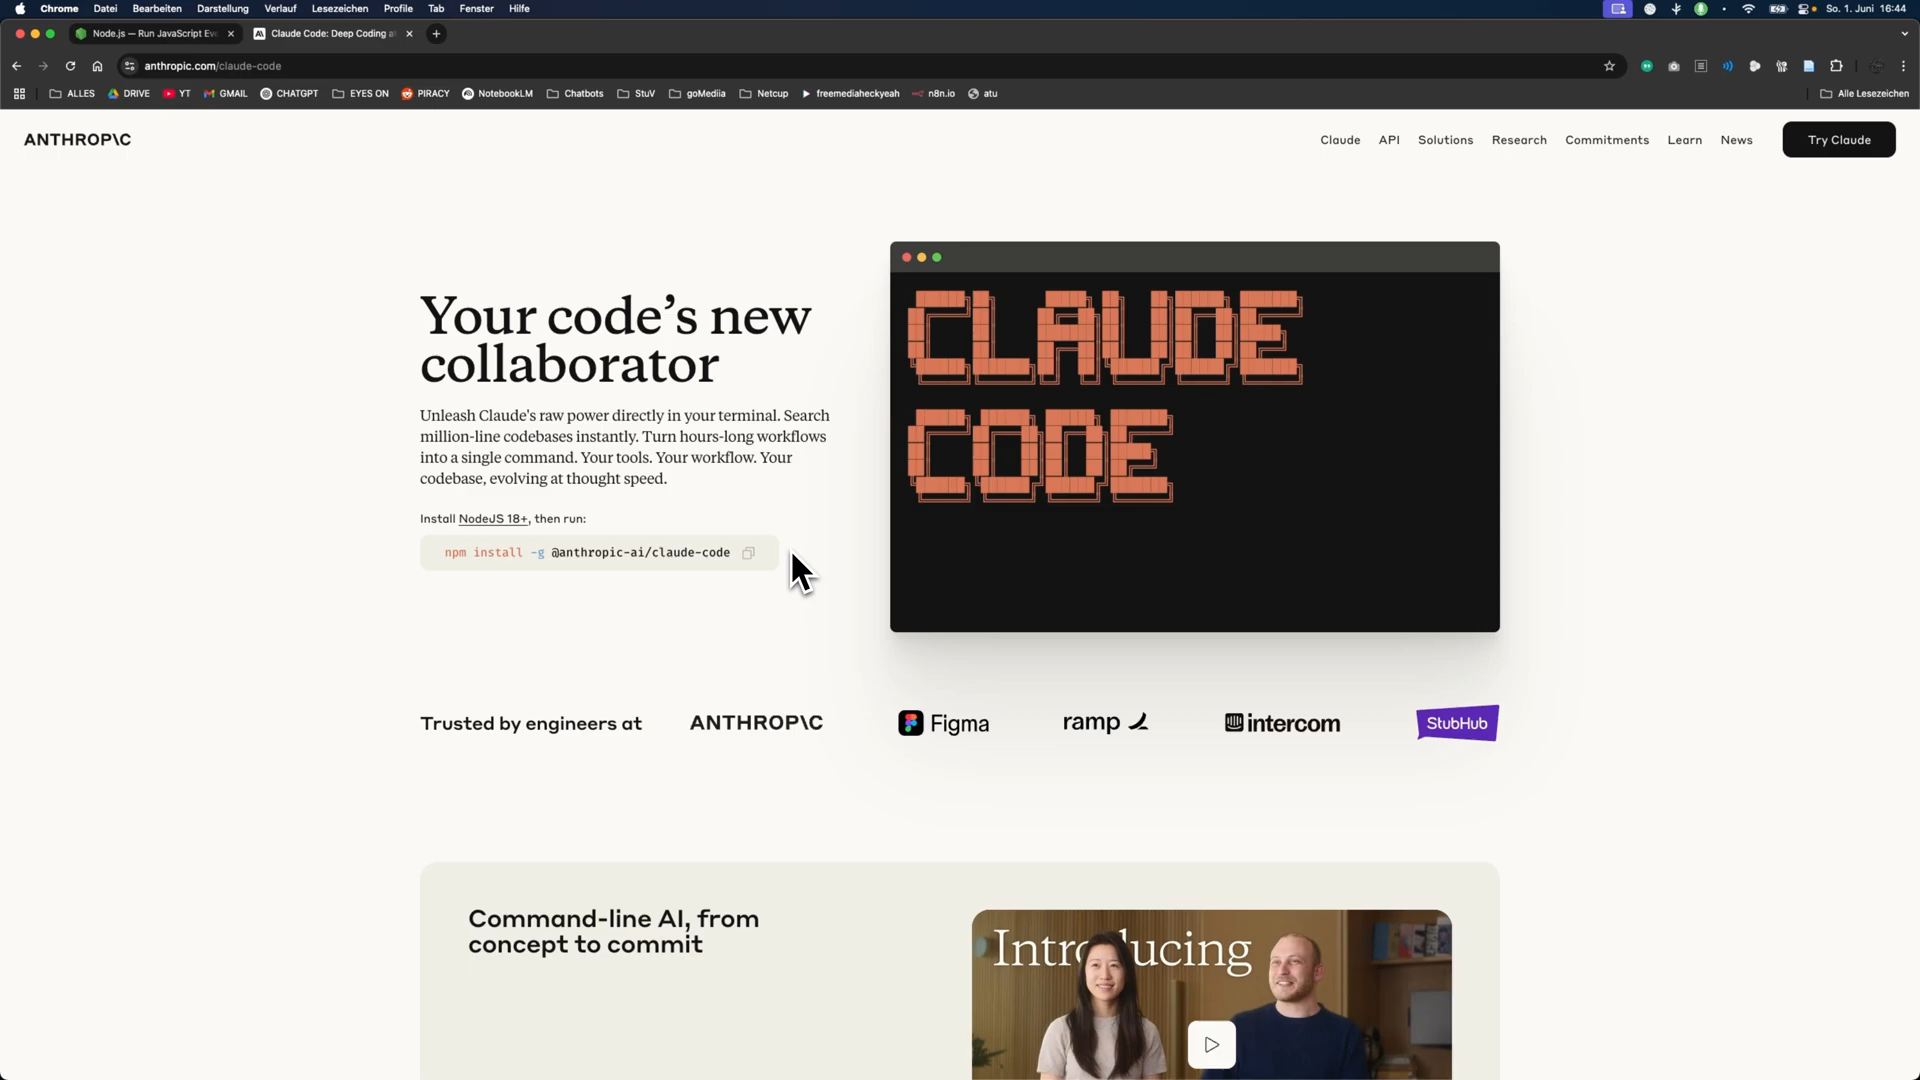 Chrome Datei Bearbeiten Darstellung Verlauf Lesezeichen Profile Tab Fenster Hilfe So. 1. Juni 16:44
Node.js — Run JavaScript Eve Claude Code: Deep Coding a
anthropic.com/claude-code
ALLES DRIVE YT GMAIL CHATGPT EYES ON PIRACY NotebookLM Chatbots StuV goMediia Netcup freemediaheckyeah n8n.io atu Alle Lesezeichen
ANTHROP\C Claude API Solutions Research Commitments Learn News Try Claude
Your code’s new
collaborator
Unleash Claude's raw power directly in your terminal. Search
million-line codebases instantly. Turn hours-long workflows
into a single command. Your tools. Your workflow. Your
codebase, evolving at thought speed.
Install NodeJS 18+, then run:
npm install -g @anthropic-ai/claude-code
CLAUDE
CODE
Trusted by engineers at ANTHROP\C Figma ramp intercom StubHub
Command-line AI, from
concept to commit
Introducing